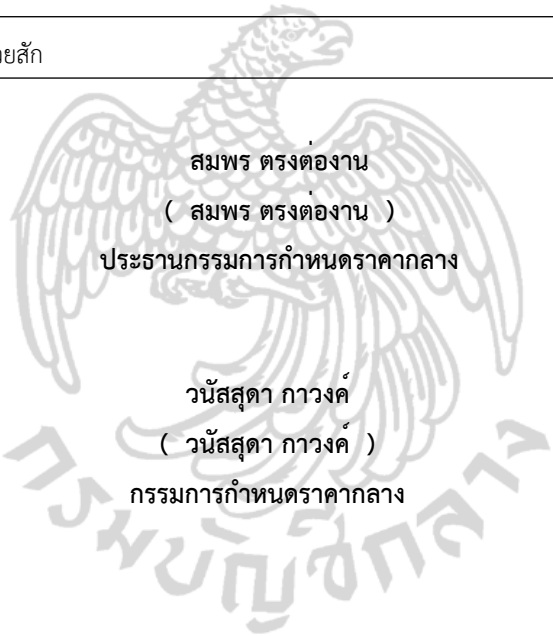 ยสัก
สมพร ตรงต่องาน
( สมพร ตรงต่องาน )
ประธานกรรมการกำหนดราคากลาง
วนัสสุดา กาวงค์
( วนัสสุดา กาวงค์ )
กรรมการกำหนดราคากลาง
กรมบัญชีกลาง